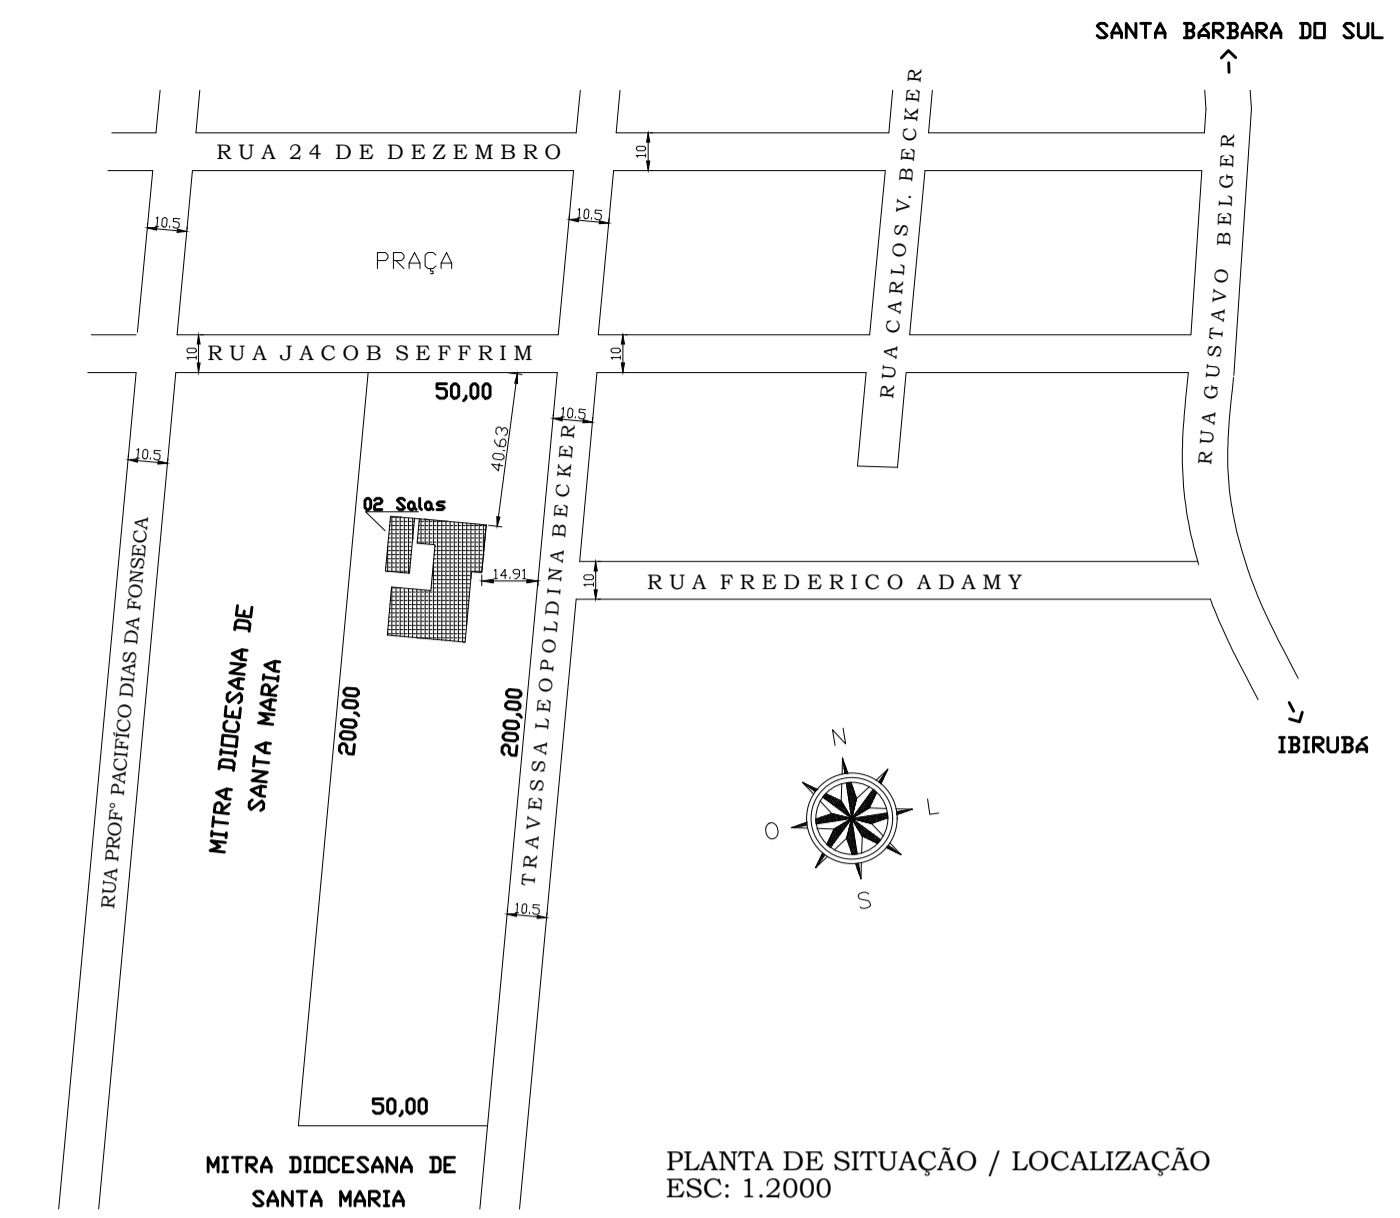 SANTA BáRBARA DO SUL
RUA 24 DE DEZEMBRO
10
RUA CARLOS V. BECKER
RUA GUSTAVO BELGER
10.5
10.5
PRAÇA
10
RUA JACOB SEFFRIM
10
50,00
10.5
40.63
10.5
02 Salas
14.91
10
RUA FREDERICO ADAMY
RUA PROFº PACIFÍCO DIAS DA FONSECA
MITRA DIOCESANA DE
SANTA MARIA
200,00
200,00
TRAVESSA LEOPOLDINA BECKER
IBIRUBá
N
L
O
S
10.5
50,00
MITRA DIOCESANA DE
SANTA MARIA
PLANTA DE SITUAÇÃO / LOCALIZAÇÃO
ESC: 1.2000